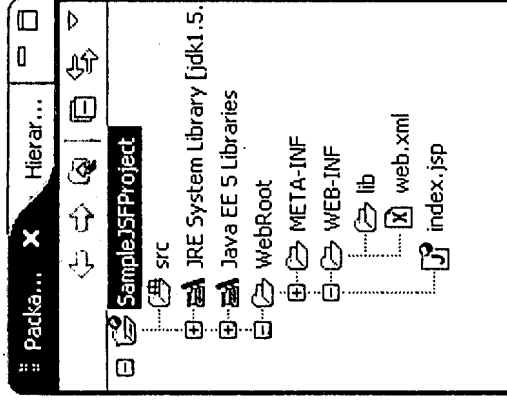 Packa... Hierar...
SampleJSFProject
src
JRE System Library [jdk1.5.
Java EE 5 Libraries
WebRoot
META-INF
WEB-INF
lib
web.xml
index.jsp